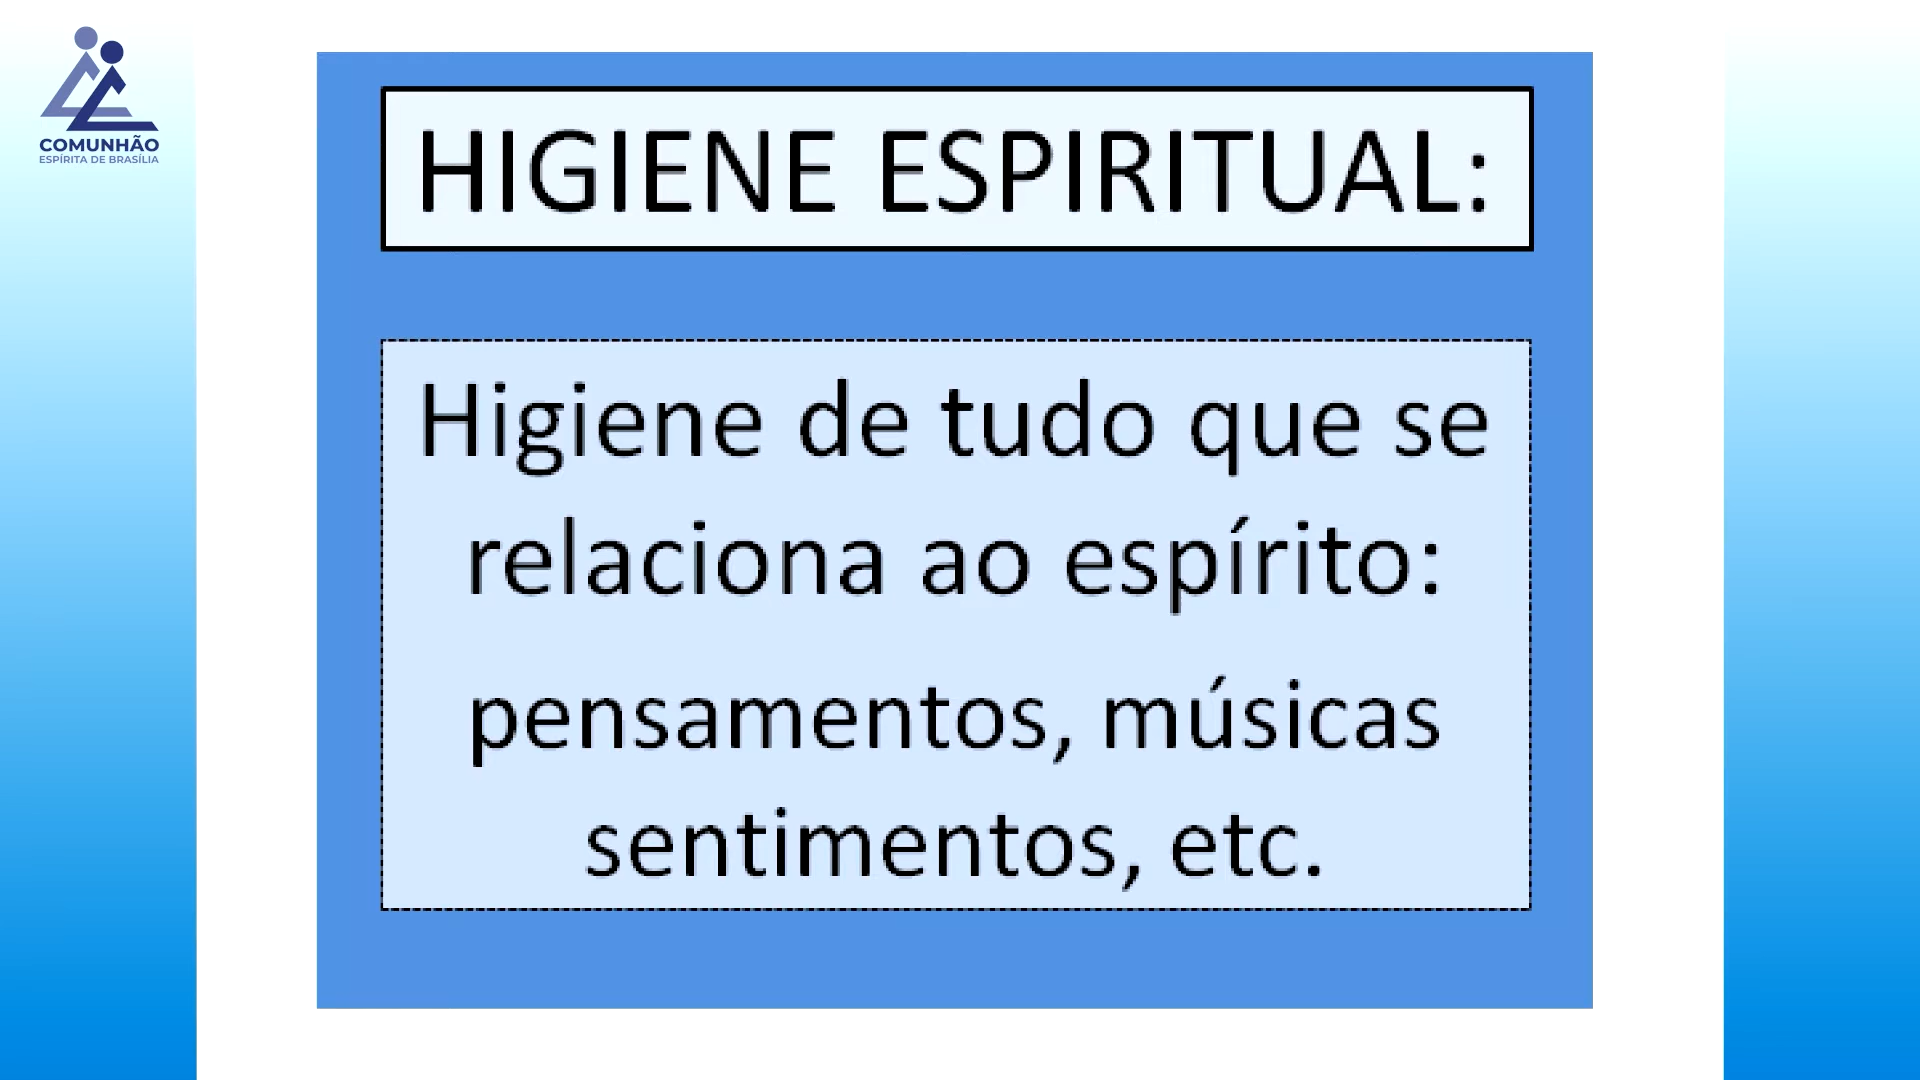 COMUNHÃO
ESPÍRITA DE BRASÍLIA
HIGIENE ESPIRITUAL:
Higiene de tudo que se
relaciona ao espírito:
pensamentos, músicas
sentimentos, etc.